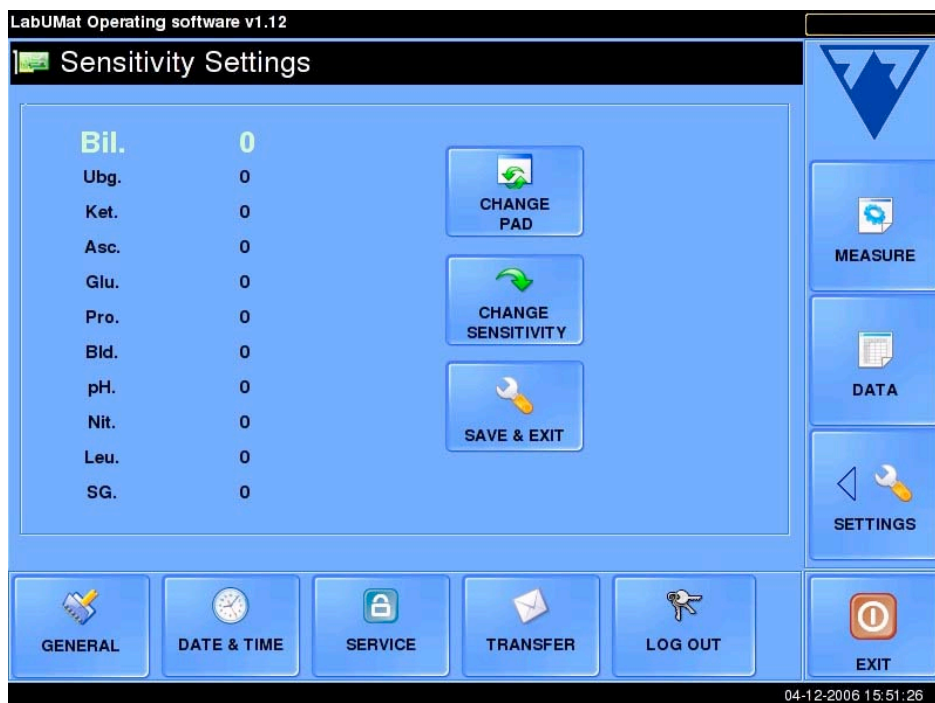 LabUMat Operating software v1.12
Sensitivity Settings
Bil. 0
Ubg. 0
Ket. 0
Asc. 0
Glu. 0
Pro. 0
Bld. 0
pH. 0
Nit. 0
Leu. 0
SG. 0
CHANGE
PAD
CHANGE
SENSITIVITY
SAVE & EXIT
MEASURE
DATA
SETTINGS
GENERAL
DATE & TIME
SERVICE
TRANSFER
LOG OUT
EXIT
04-12-2006 15:51:26